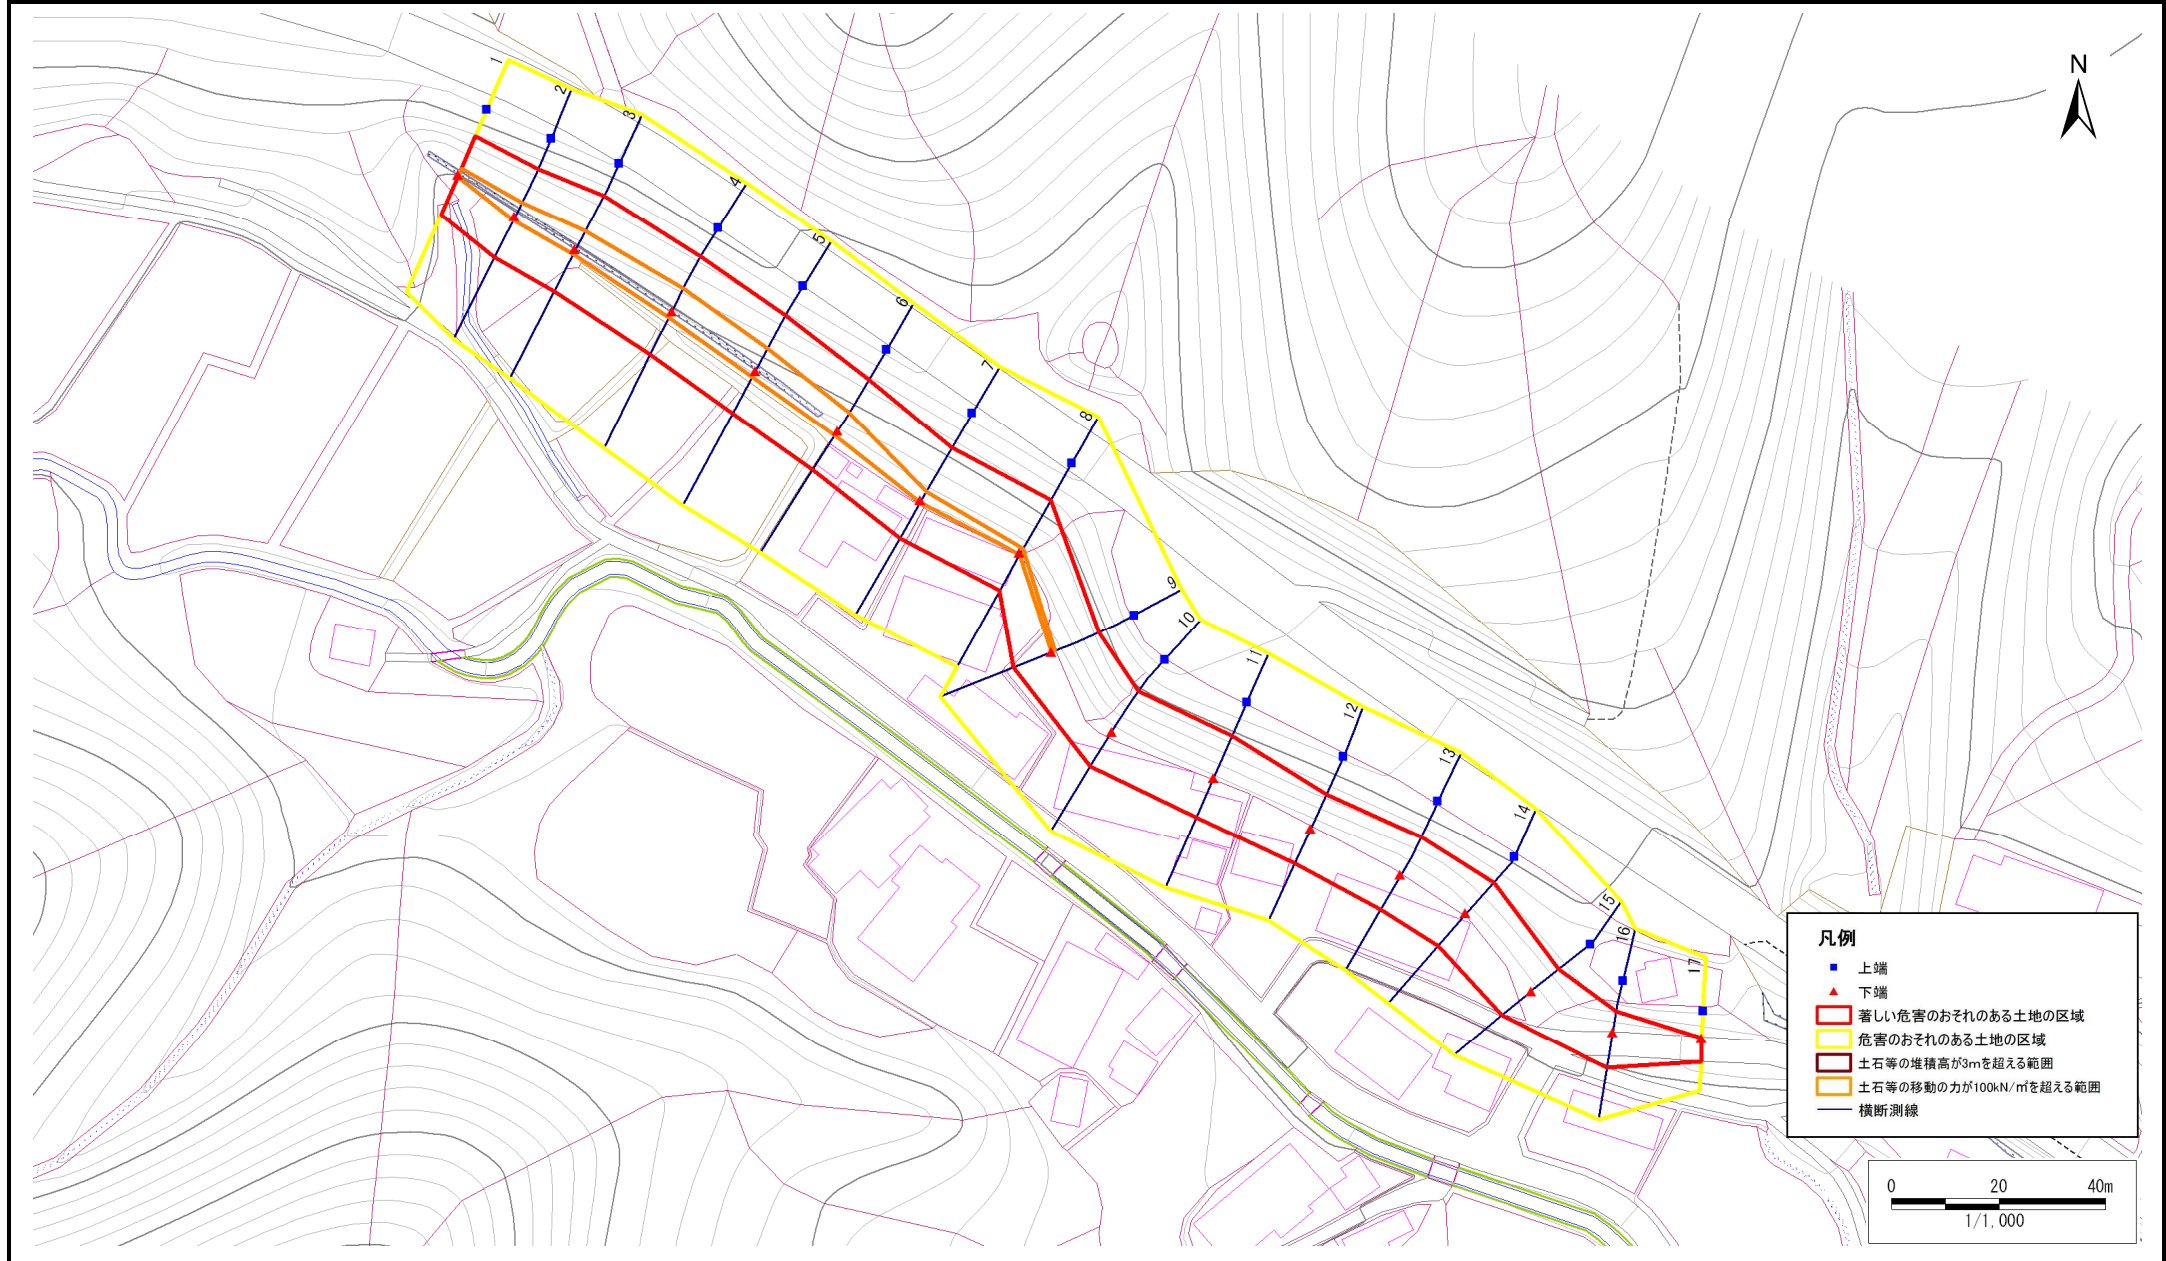 N
1
2
3
4
5
6
7
8
9
10
11
12
13
14
15
16
17
凡例
上端
下端
著しい危害のおそれのある土地の区域
危害のおそれのある土地の区域
土石等の堆積高が3mを超える範囲
土石等の移動の力が100kN/㎡を超える範囲
横断測線
0 20 40m
1/1,000